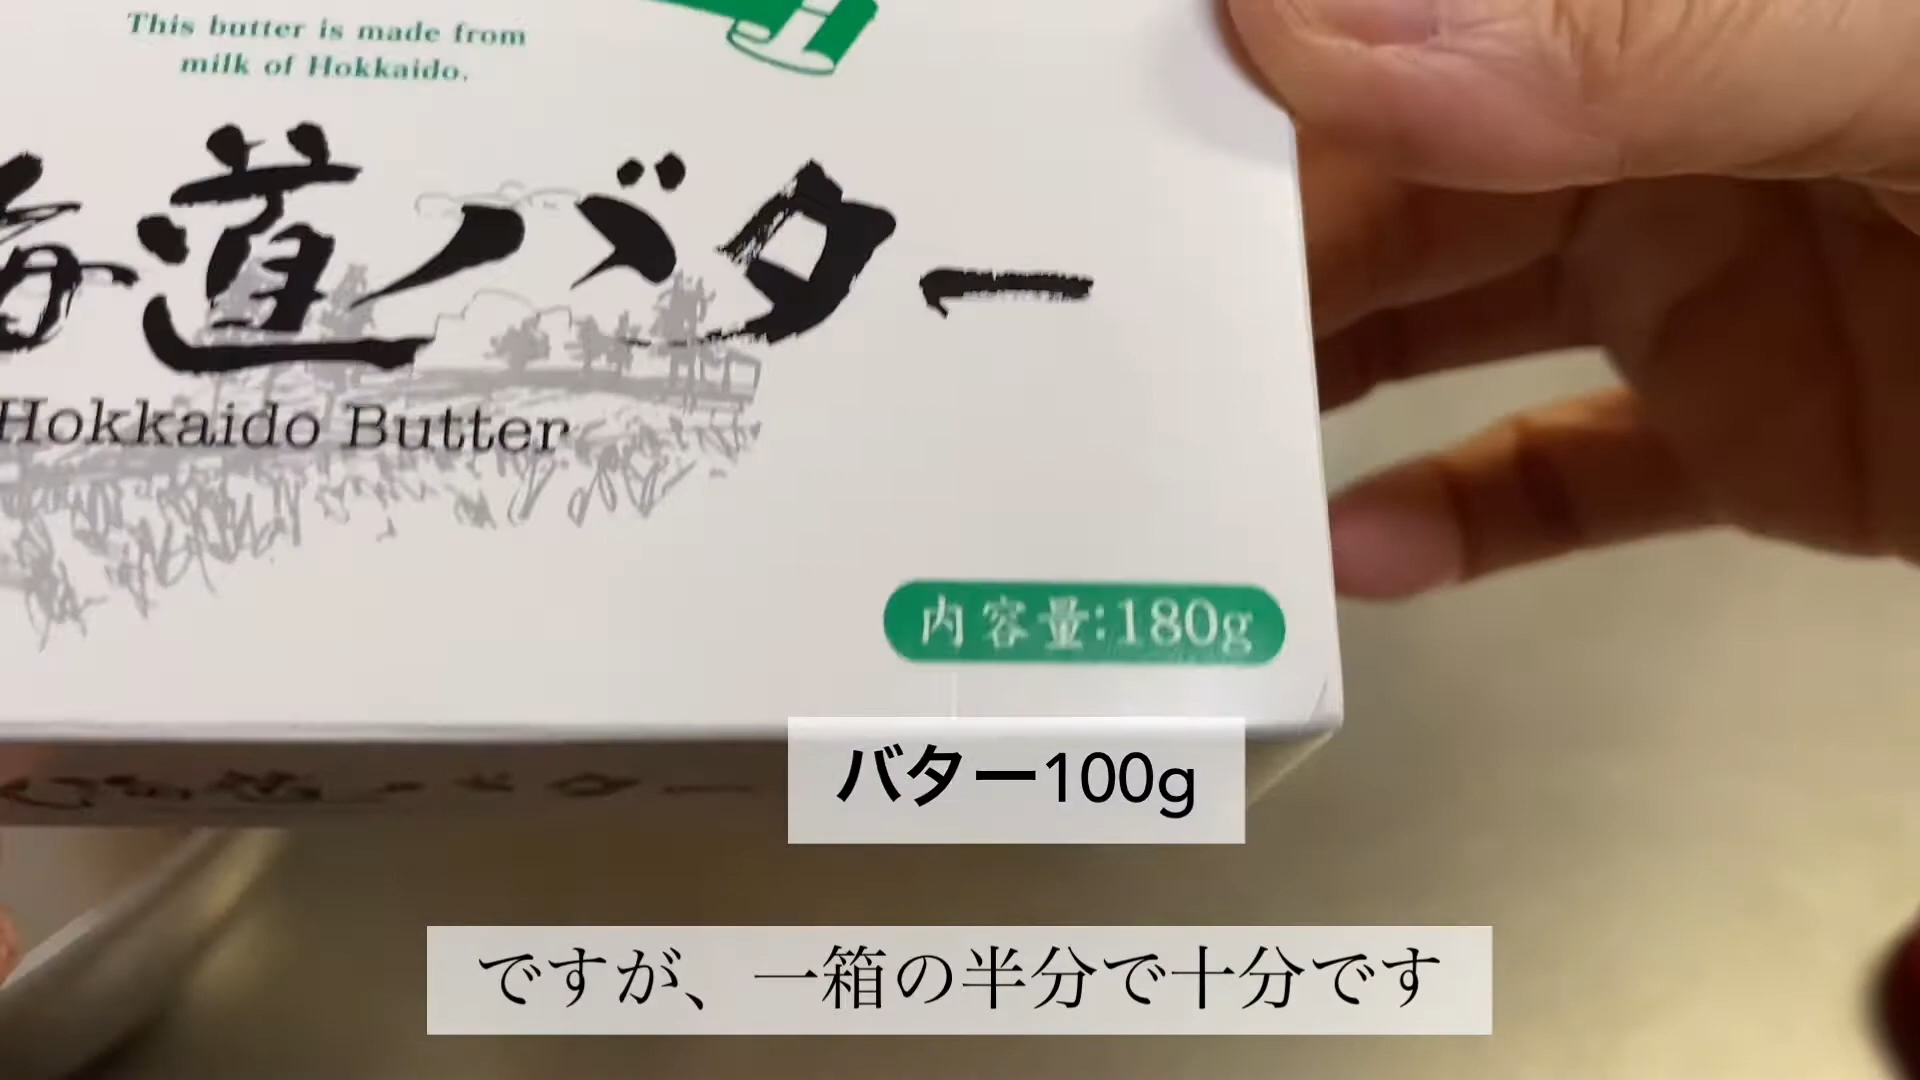 This butter is made from
milk of Hokkaido.
海道バター
Hokkaido Butter
内容量:180g
バター100g
ですが、一箱の半分で十分です